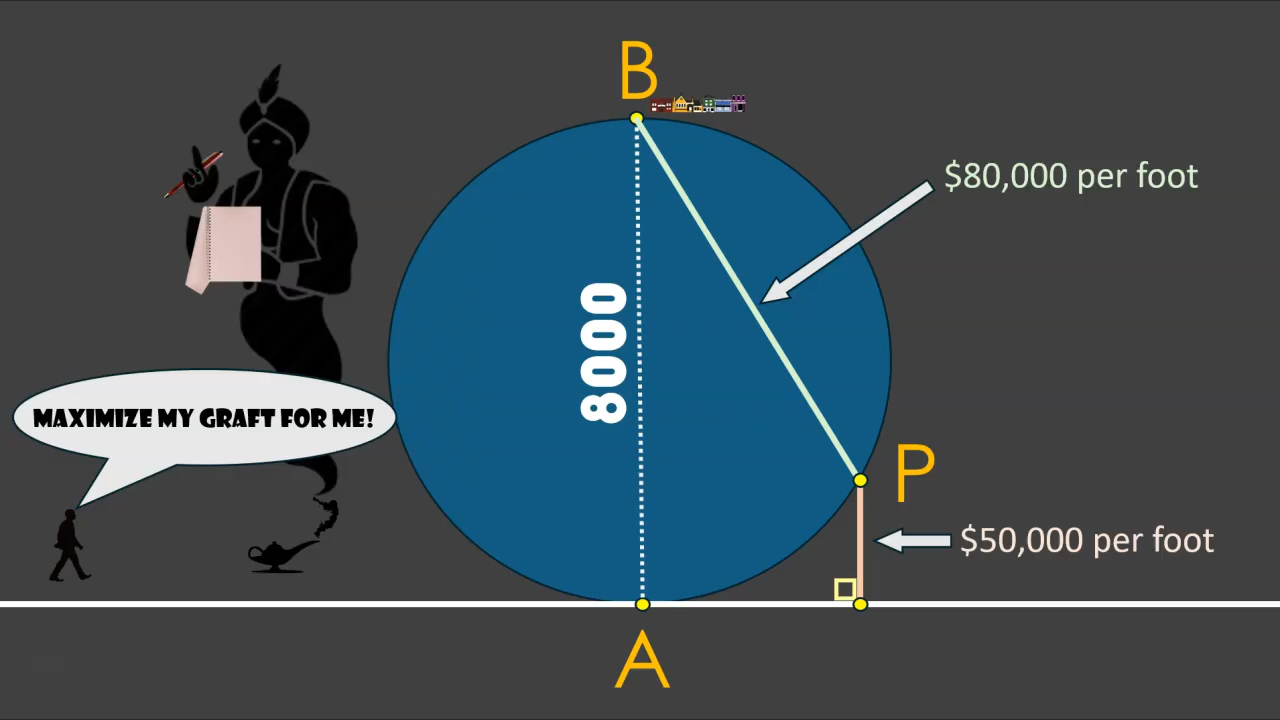 B
$80,000 per foot
8000
MAXIMIZE MY GRAFT FOR ME!
P
$50,000 per foot
A